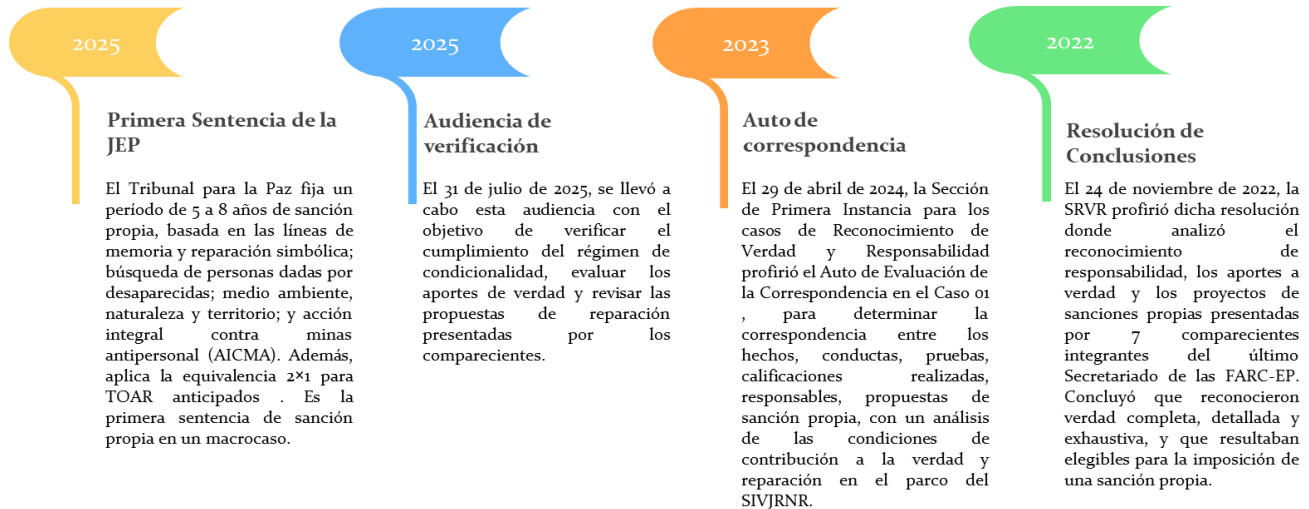 2025
Primera Sentencia de la
JEP
El Tribunal para la Paz fija un
período de 5 a 8 años de sanción
propia, basada en las líneas de
memoria y reparación simbólica;
búsqueda de personas dadas por
desaparecidas; medio ambiente,
naturaleza y territorio; y acción
integral contra minas
antipersonal (AICMA). Además,
aplica la equivalencia 2×1 para
TOAR anticipados . Es la
primera sentencia de sanción
propia en un macrocaso.
2025
Audiencia de
verificación
El 31 de julio de 2025, se llevó a
cabo esta audiencia con el
objetivo de verificar el
cumplimiento del régimen de
condicionalidad, evaluar los
aportes de verdad y revisar las
propuestas de reparación
presentadas por los
comparecientes.
2023
Auto de
correspondencia
El 29 de abril de 2024, la Sección
de Primera Instancia para los
casos de Reconocimiento de
Verdad y Responsabilidad
profirió el Auto de Evaluación de
la Correspondencia en el Caso 01
, para determinar la
correspondencia entre los
hechos, conductas, pruebas,
calificaciones realizadas,
responsables, propuestas de
sanción propia, con un análisis
de las condiciones de
contribución a la verdad y
reparación en el parco del
SIVJRNR.
2022
Resolución de
Conclusiones
El 24 de noviembre de 2022, la
SRVR profirió dicha resolución
donde analizó el
reconocimiento de
responsabilidad, los aportes a
verdad y los proyectos de
sanciones propias presentadas
por 7 comparecientes
integrantes del último
Secretariado de las FARC-EP.
Concluyó que reconocieron
verdad completa, detallada y
exhaustiva, y que resultaban
elegibles para la imposición de
una sanción propia.